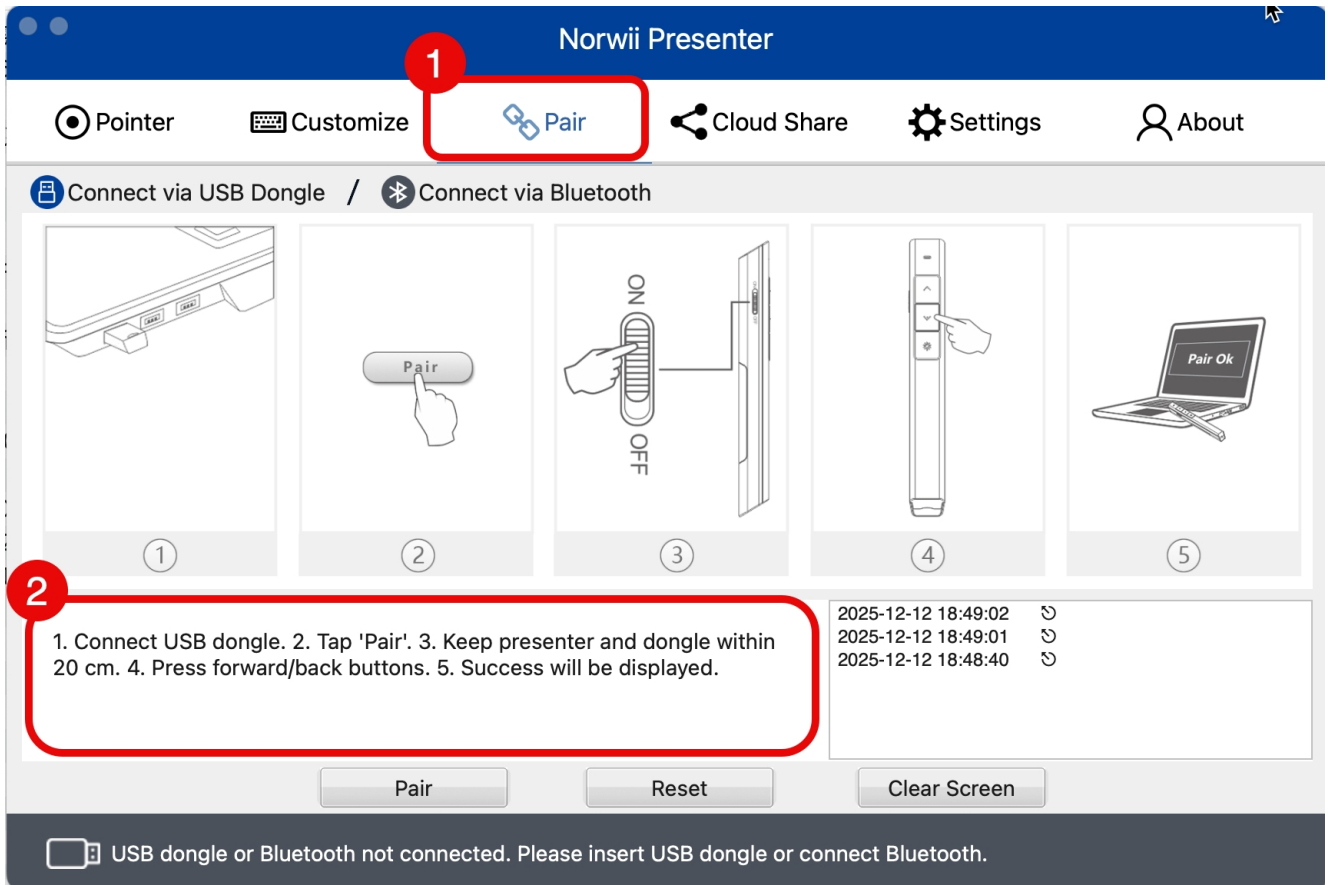 Norwii Presenter
1
Pointer
Customize
Pair
Cloud Share
Settings
About
Connect via USB Dongle / Connect via Bluetooth
Pair
ON
OFF
Pair Ok
1
2
3
4
5
2
1. Connect USB dongle. 2. Tap 'Pair'. 3. Keep presenter and dongle within
20 cm. 4. Press forward/back buttons. 5. Success will be displayed.
2025-12-12 18:49:02
2025-12-12 18:49:01
2025-12-12 18:48:40
Pair
Reset
Clear Screen
USB dongle or Bluetooth not connected. Please insert USB dongle or connect Bluetooth.